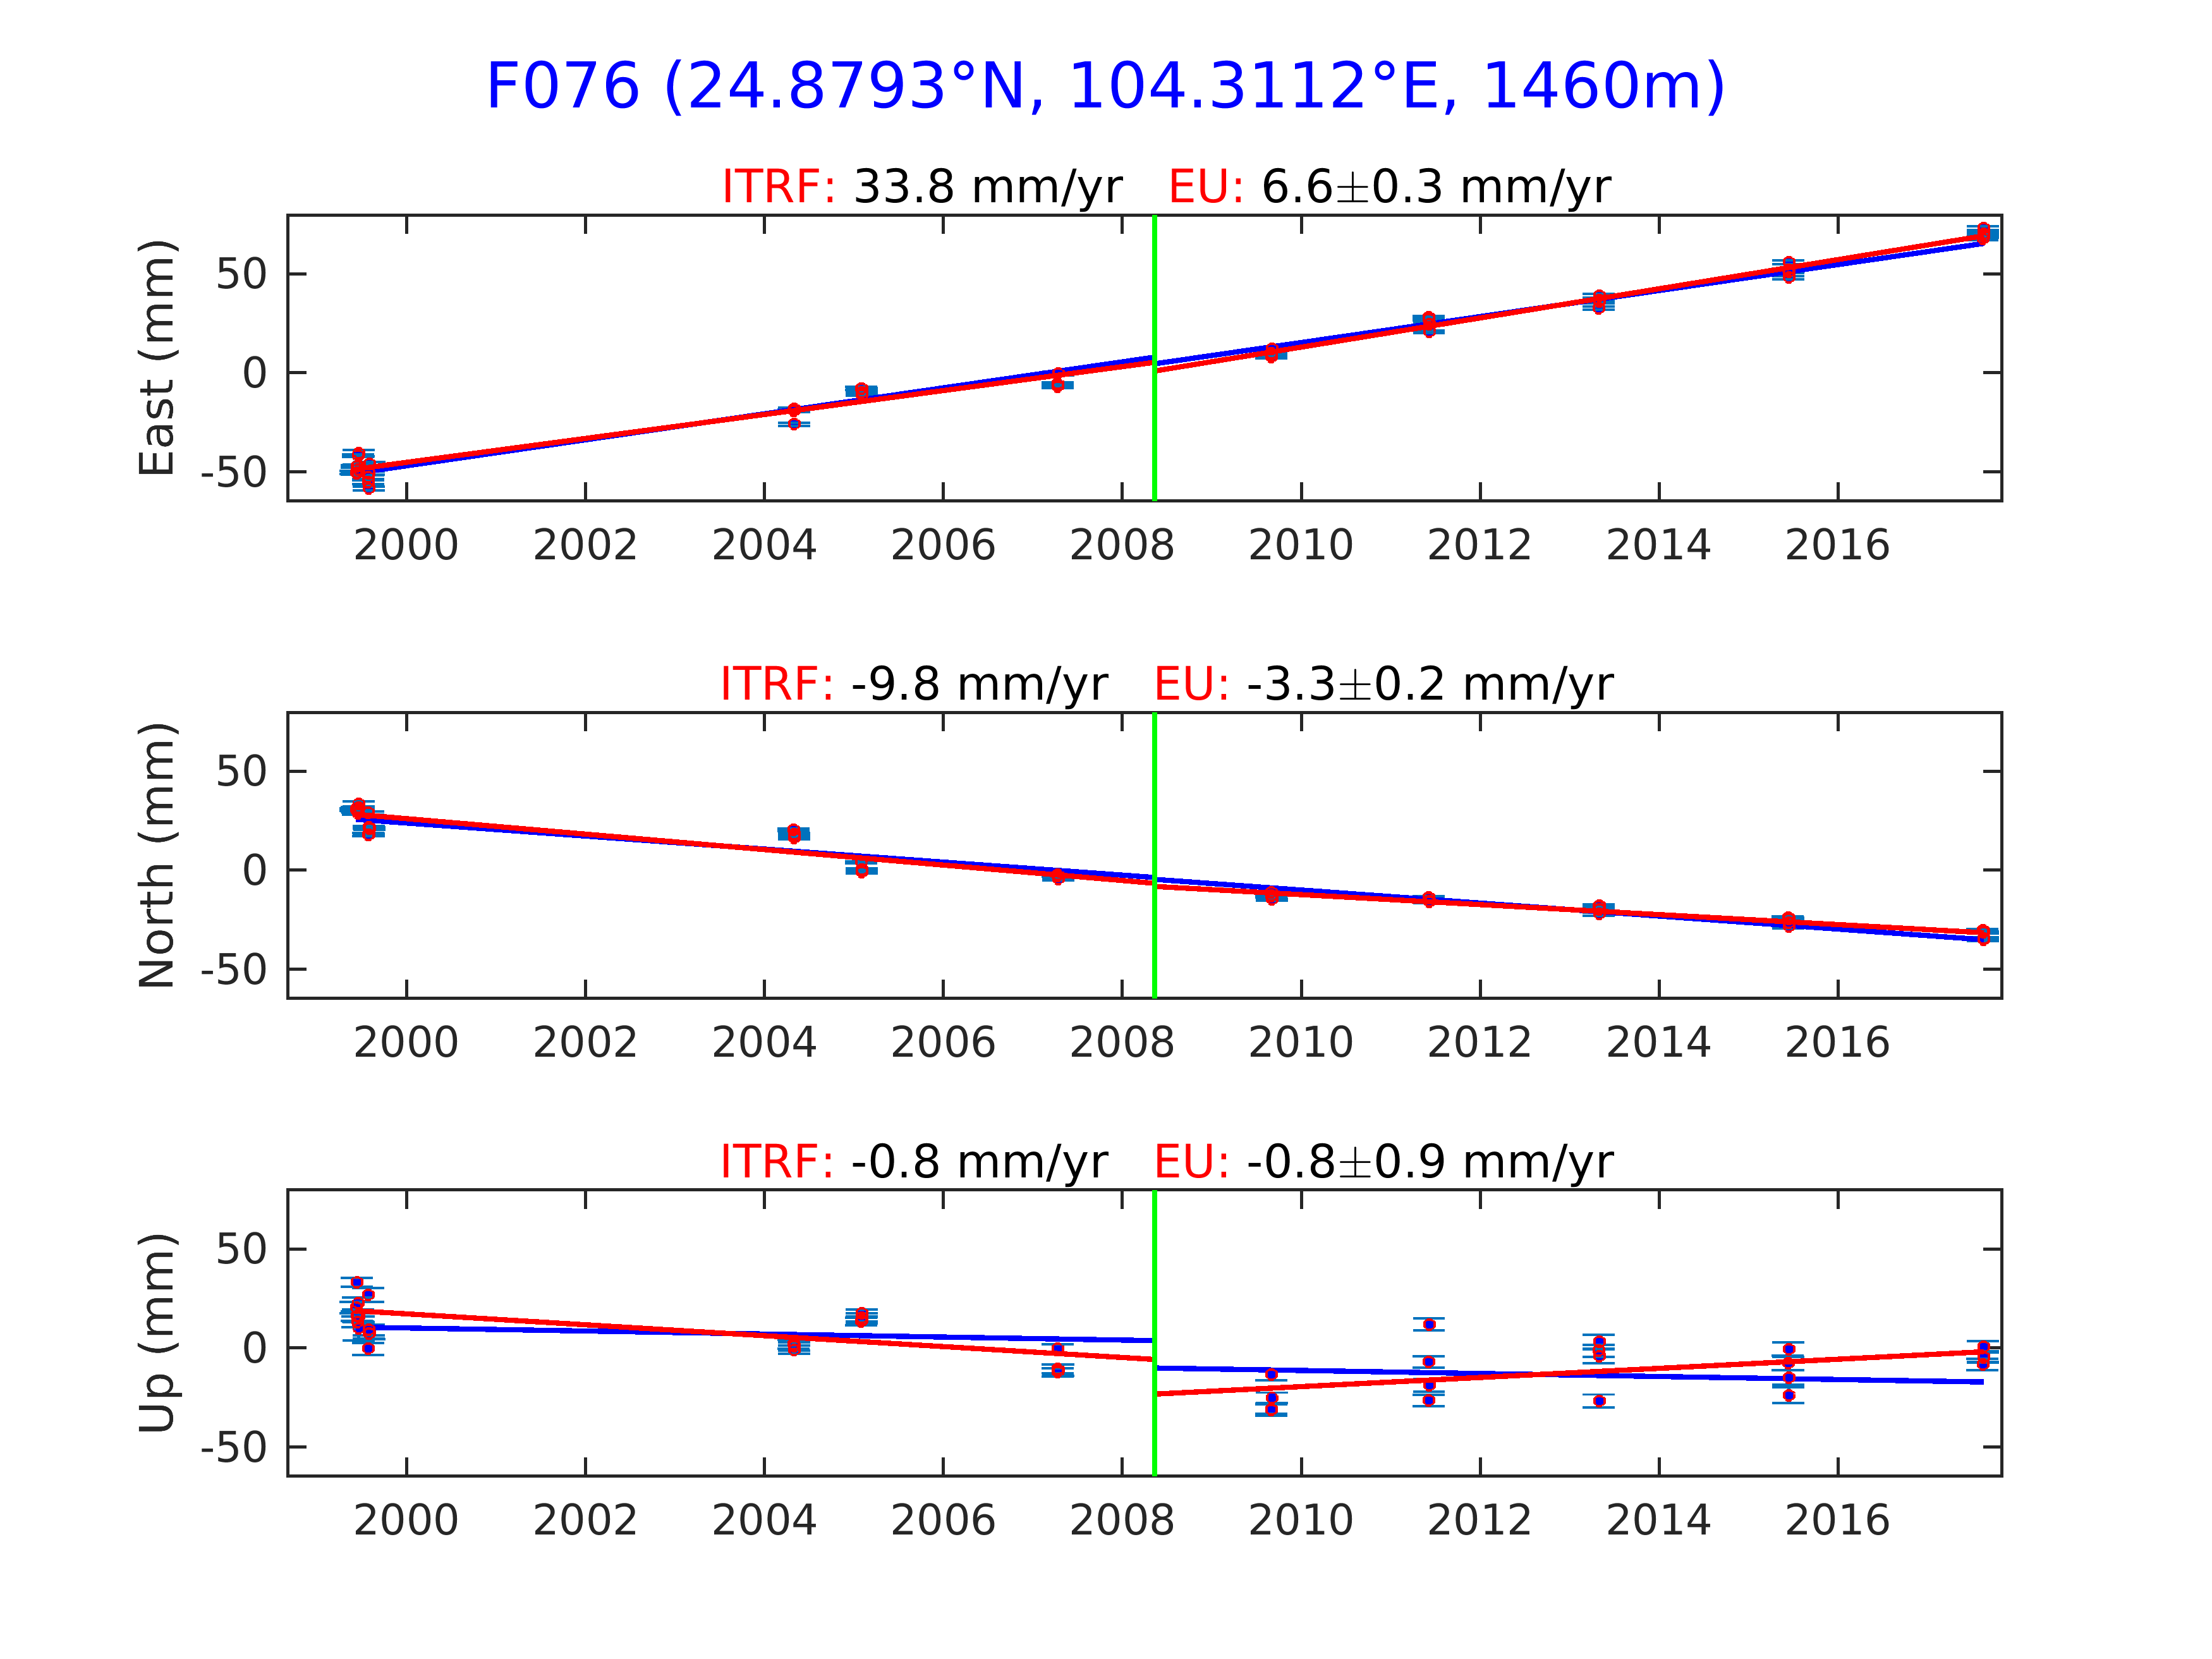 F076 (24.8793°N, 104.3112°E, 1460m)
ITRF: 33.8 mm/yr EU: 6.6±0.3 mm/yr
East (mm)
50
0
-50
2000 2002 2004 2006 2008 2010 2012 2014 2016
ITRF: -9.8 mm/yr EU: -3.3±0.2 mm/yr
North (mm)
50
0
-50
2000 2002 2004 2006 2008 2010 2012 2014 2016
ITRF: -0.8 mm/yr EU: -0.8±0.9 mm/yr
Up (mm)
50
0
-50
2000 2002 2004 2006 2008 2010 2012 2014 2016